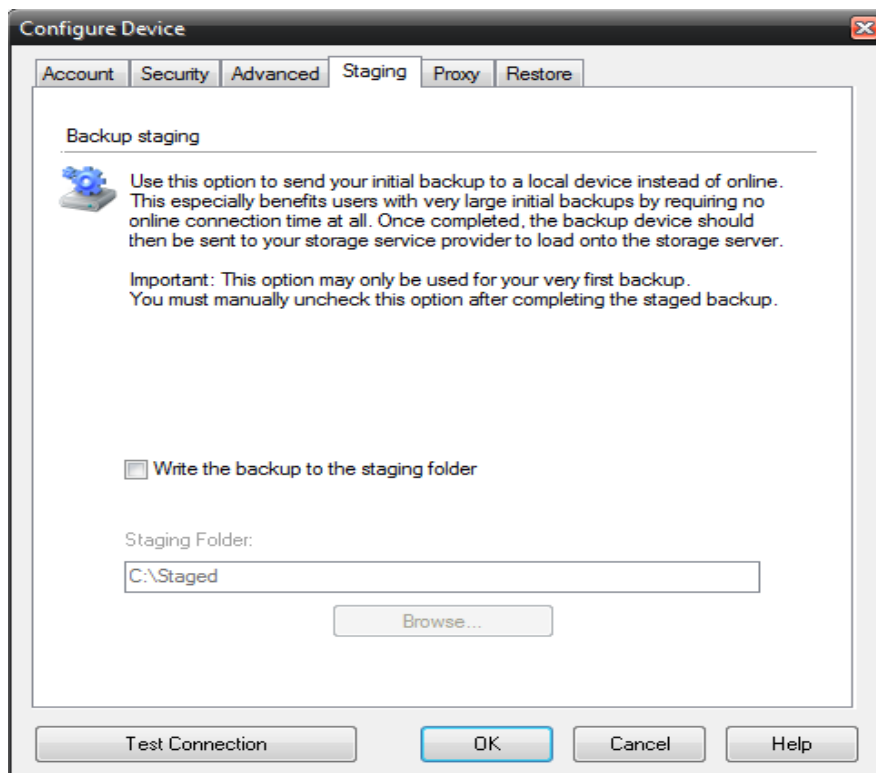 Configure Device
Account Security Advanced Staging Proxy Restore
Backup staging
Use this option to send your initial backup to a local device instead of online.
This especially benefits users with very large initial backups by requiring no
online connection time at all. Once completed, the backup device should
then be sent to your storage service provider to load onto the storage server.
Important: This option may only be used for your very first backup.
You must manually uncheck this option after completing the staged backup.
Write the backup to the staging folder
Staging Folder:
C:\Staged
Browse...
Test Connection OK Cancel Help